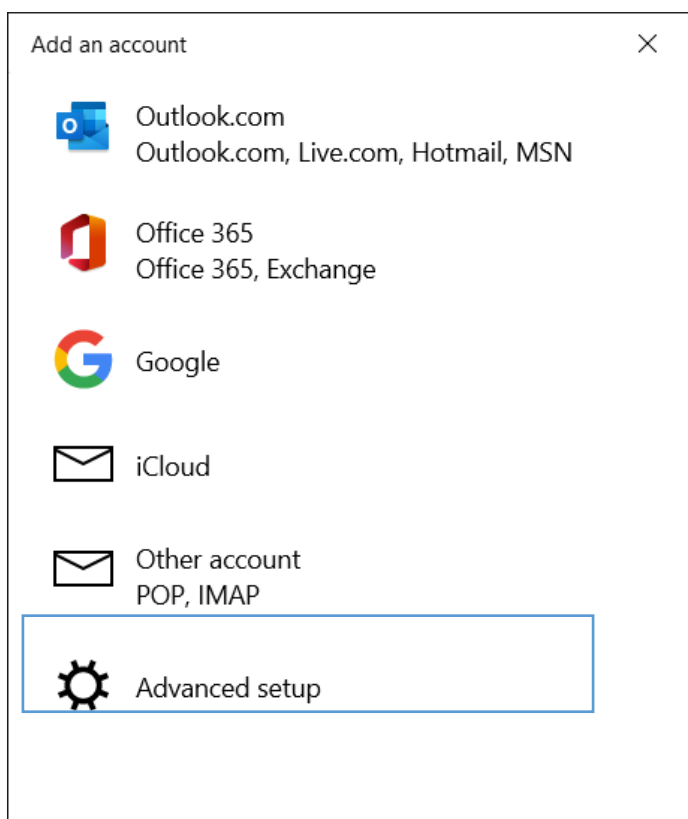 Add an account
Outlook.com
Outlook.com, Live.com, Hotmail, MSN
Office 365
Office 365, Exchange
Google
iCloud
Other account
POP, IMAP
Advanced setup